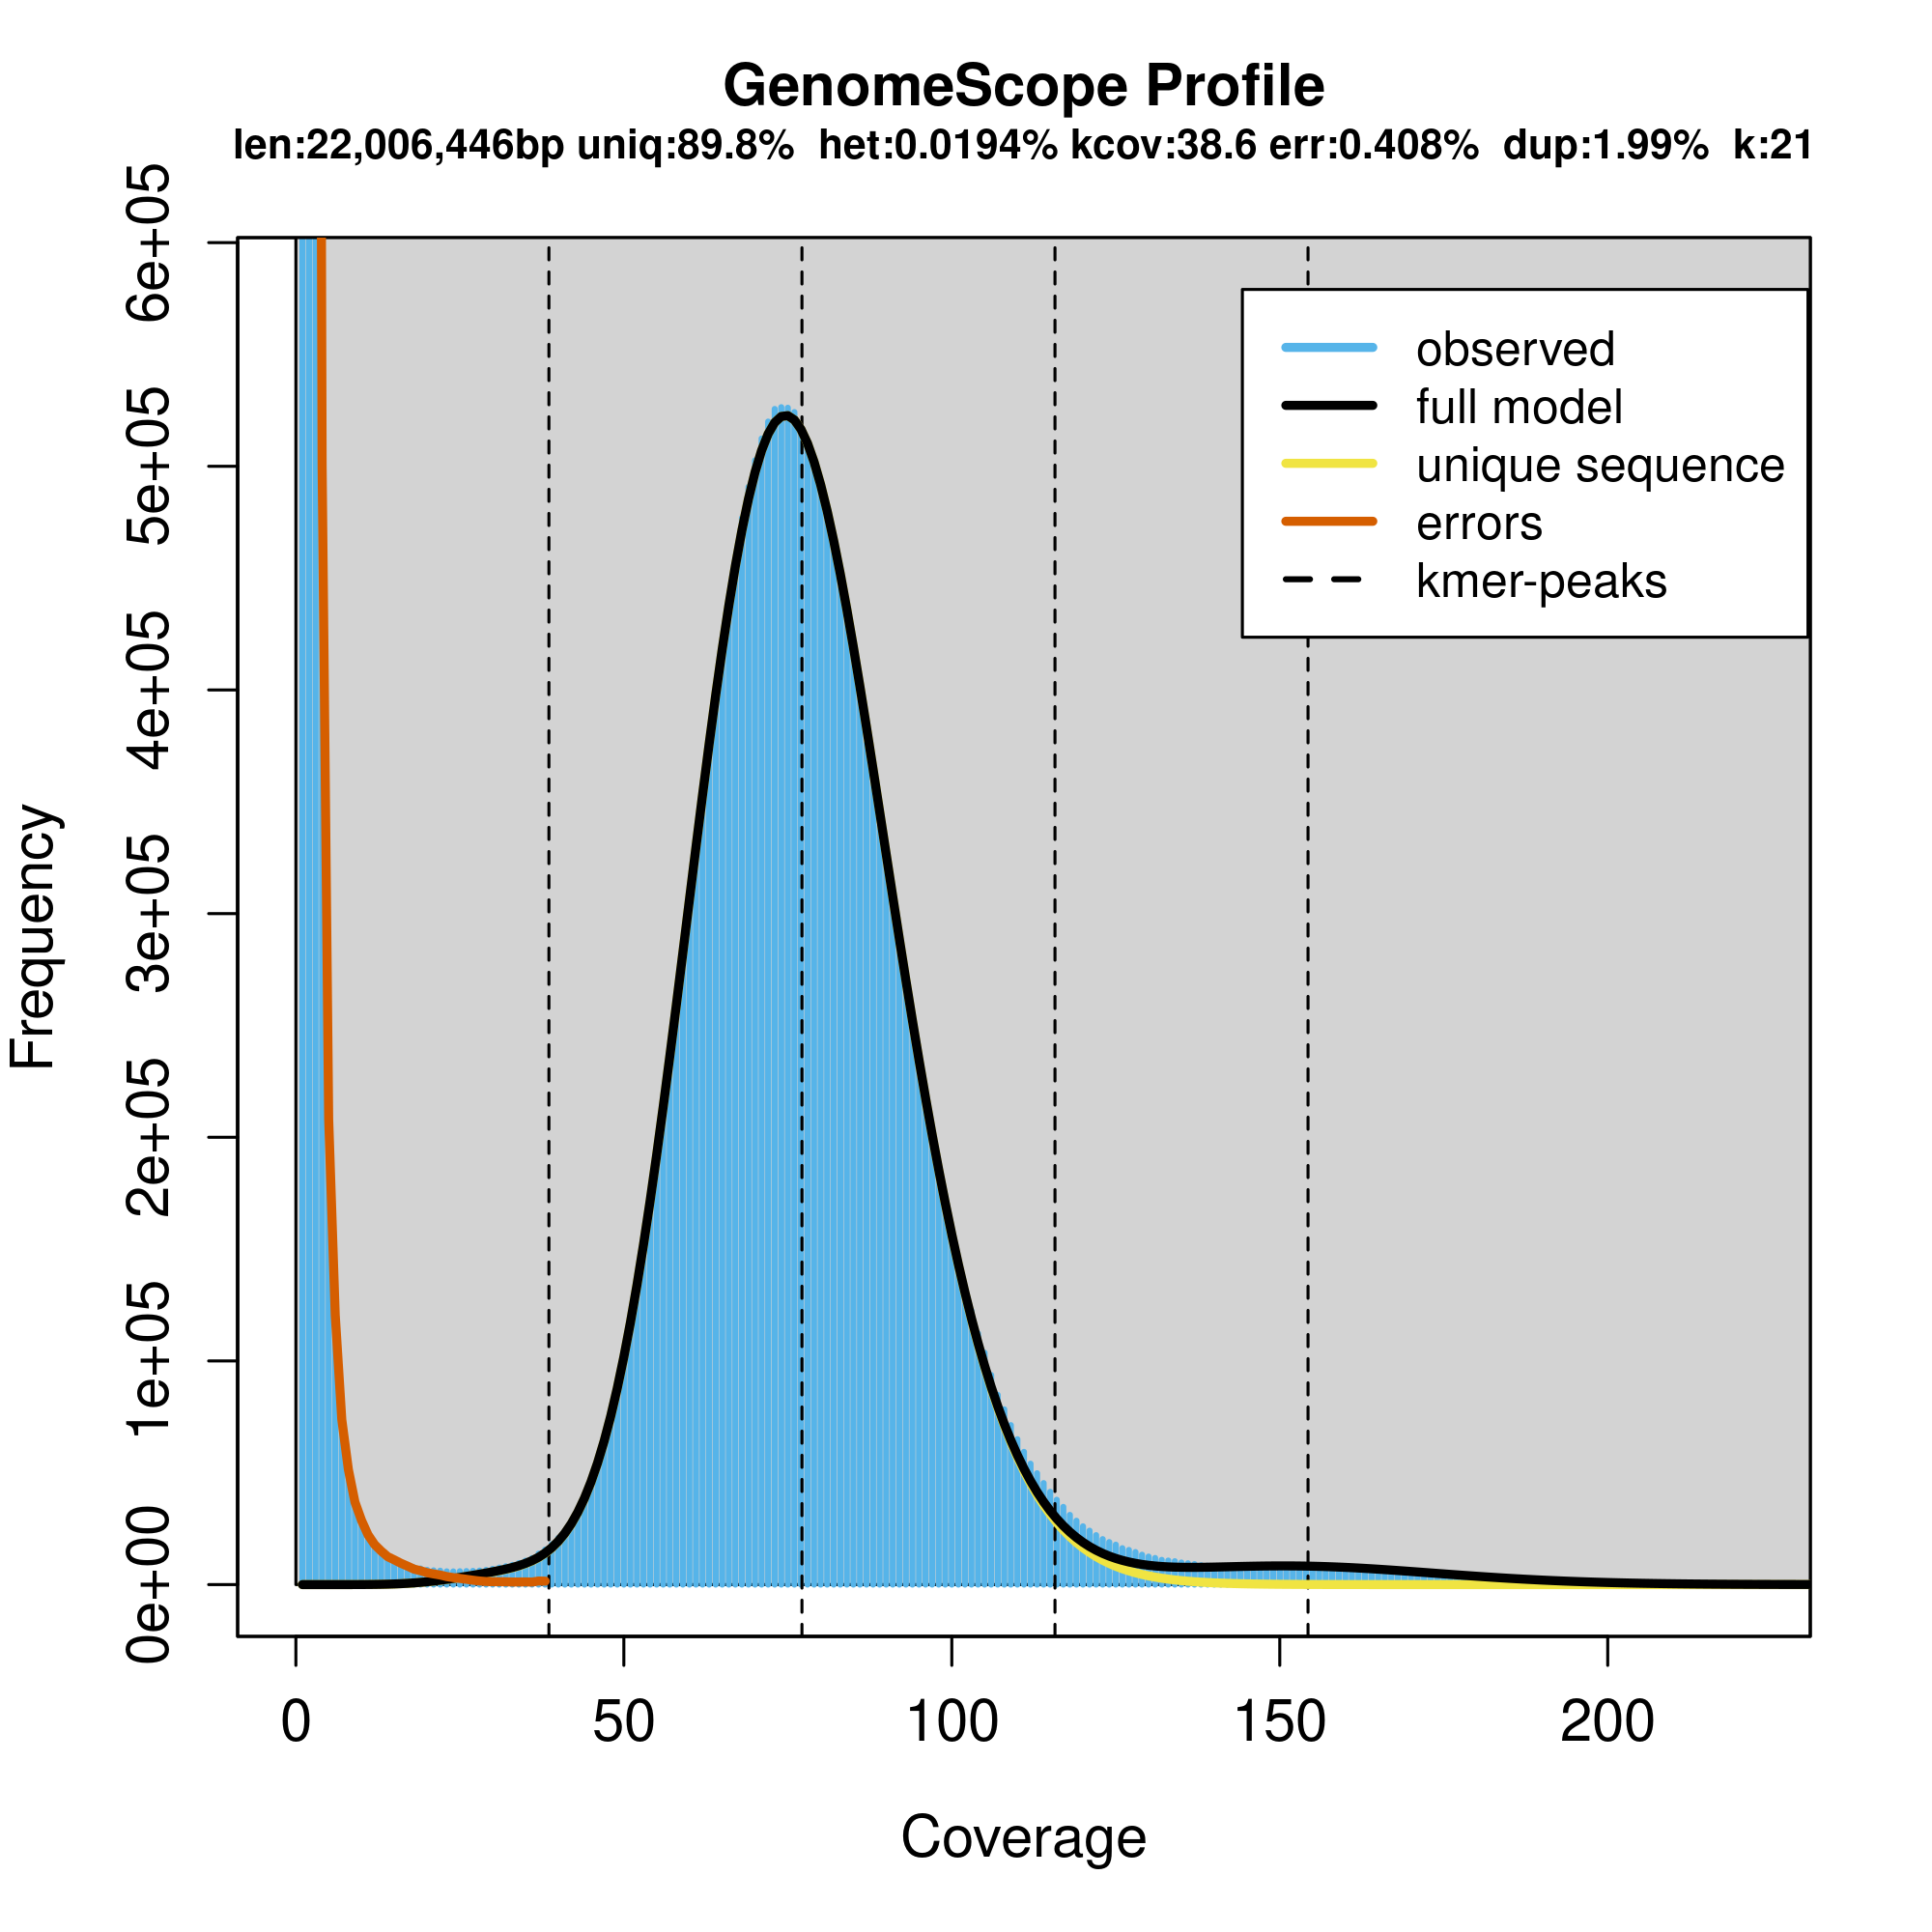 GenomeScope Profile
len:22,006,446bp uniq:89.8% het:0.0194% kcov:38.6 err:0.408% dup:1.99% k:21
6e+05
5e+05
4e+05
3e+05
2e+05
1e+05
0e+00
Frequency
observed
full model
unique sequence
errors
kmer-peaks
0 50 100 150 200
Coverage